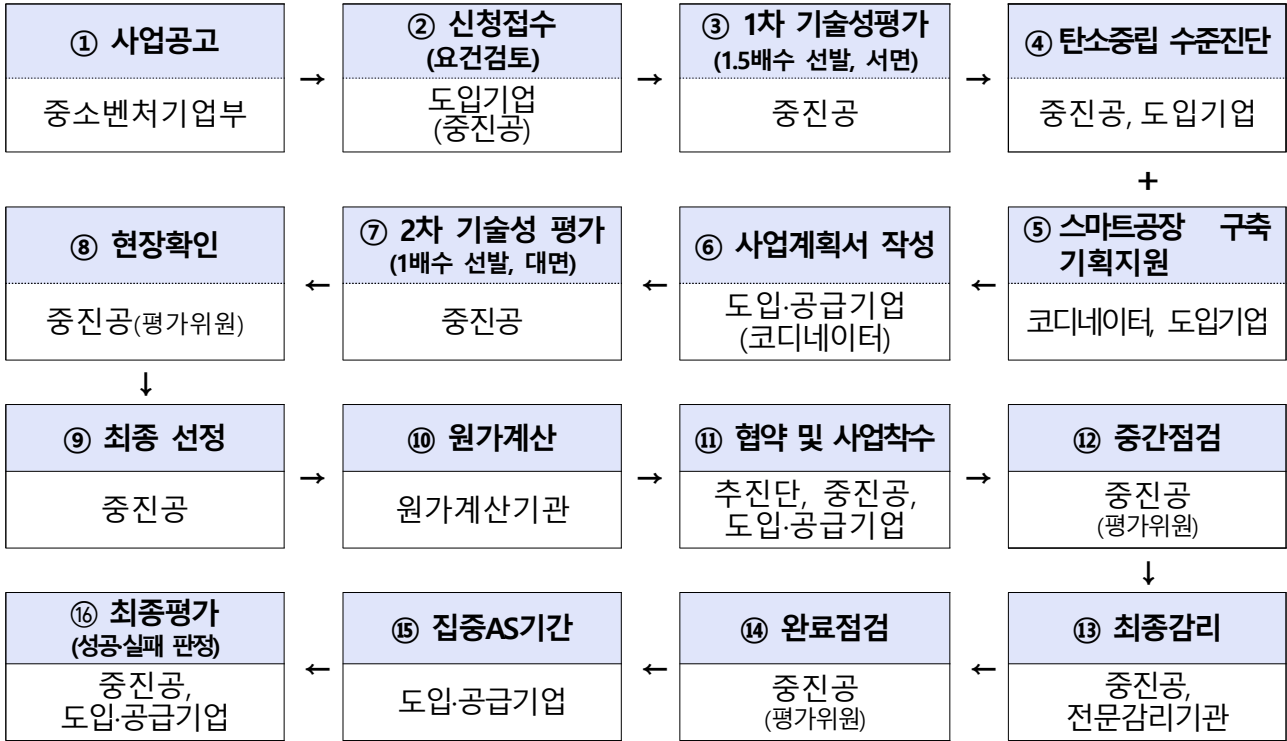 ① 사업공고
중소벤처기업부
→
② 신청접수
(요건검토)
도입기업
(중진공)
→
③ 1차 기술성평가
(1.5배수 선발, 서면)
중진공
→
④ 탄소중립 수준진단
중진공, 도입기업
+
⑤ 스마트공장 구축
기획지원
코디네이터, 도입기업
←
⑥ 사업계획서 작성
도입·공급기업
(코디네이터)
←
⑦ 2차 기술성 평가
(1배수 선발, 대면)
중진공
←
⑧ 현장확인
중진공(평가위원)
↓
⑨ 최종 선정
중진공
→
⑩ 원가계산
원가계산기관
→
⑪ 협약 및 사업착수
추진단, 중진공,
도입·공급기업
→
⑫ 중간점검
중진공
(평가위원)
↓
⑬ 최종감리
중진공,
전문감리기관
←
⑭ 완료점검
중진공
(평가위원)
←
⑮ 집중AS기간
도입·공급기업
←
⑯ 최종평가
(성공·실패 판정)
중진공,
도입·공급기업